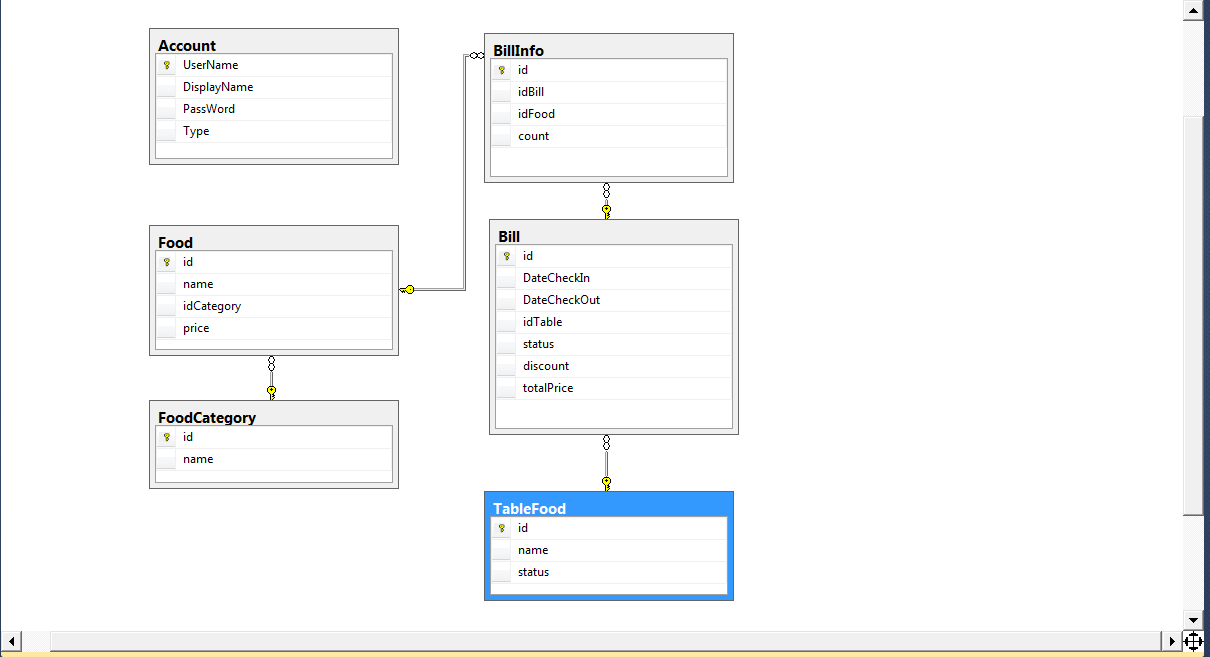 Account
UserName
DisplayName
PassWord
Type
BillInfo
id
idBill
idFood
count
Food
id
name
idCategory
price
Bill
id
DateCheckIn
DateCheckOut
idTable
status
discount
totalPrice
FoodCategory
id
name
TableFood
id
name
status